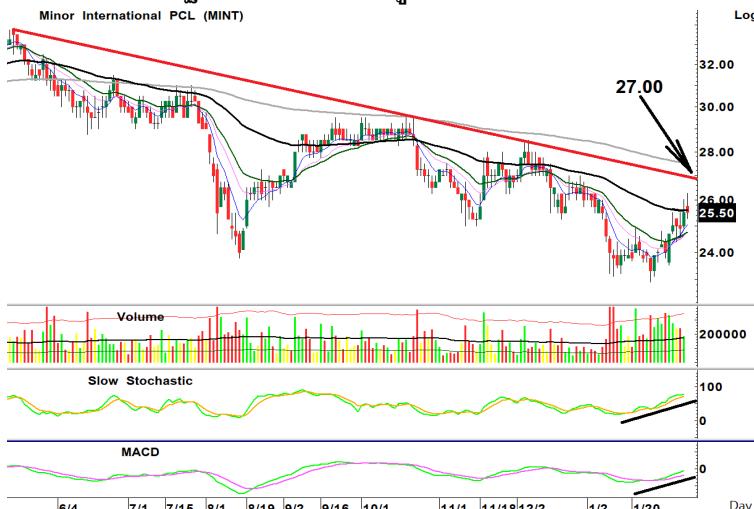 Minor International PCL (MINT)
Log
27.00
32.00
30.00
28.00
26.00
25.50
24.00
Volume
200000
Slow Stochastic
100
0
MACD
0
6/4 7/1 7/15 8/1 8/19 9/2 9/16 10/1 11/1 11/18 12/2 1/2 1/20 Day